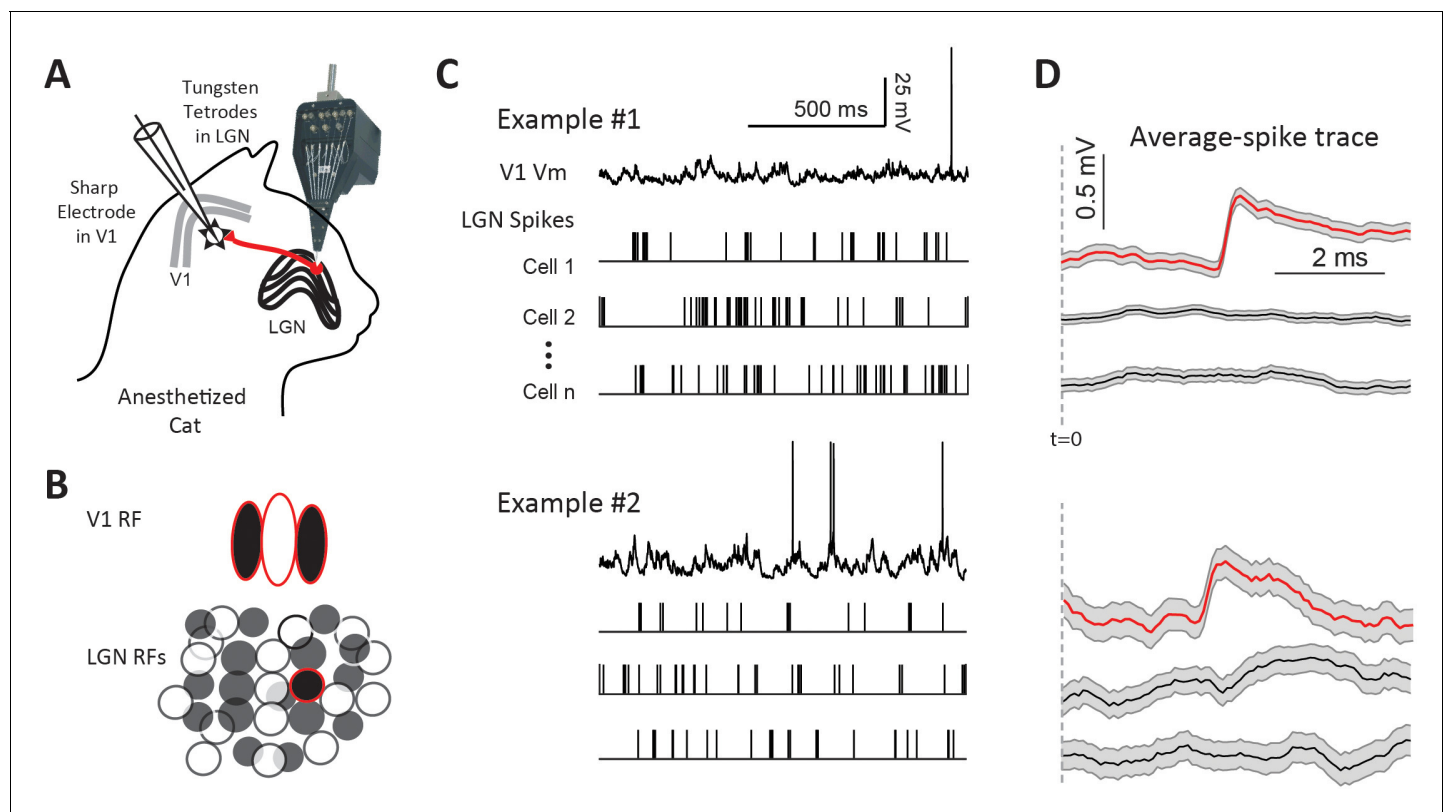 A
Tungsten
Tetrodes
in LGN
Sharp
Electrode
in V1
V1
LGN
Anesthetized
Cat
B
V1 RF
LGN RFs
C
500 ms
25 mV
Example #1
V1 Vm
LGN Spikes
Cell 1
Cell 2
Cell n
Example #2
D
Average-spike trace
0.5 mV
2 ms
t=0